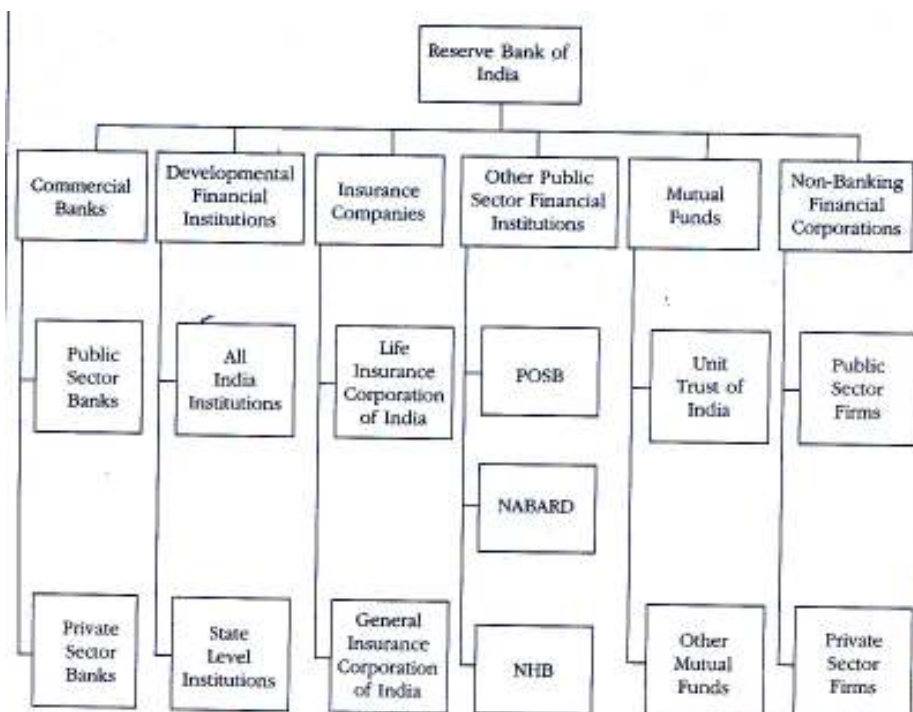 Reserve Bank of
India
Commercial
Banks
Developmental
Financial
Institutions
Insurance
Companies
Other Public
Sector Financial
Institutions
Mutual
Funds
Non-Banking
Financial
Corporations
Public
Sector
Banks
All
India
Institutions
Life
Insurance
Corporation
of India
POSB
Unit
Trust of
India
Public
Sector
Firms
NABARD
Private
Sector
Banks
State
Level
Institutions
General
Insurance
Corporation
of India
NHB
Other
Mutual
Funds
Private
Sector
Firms